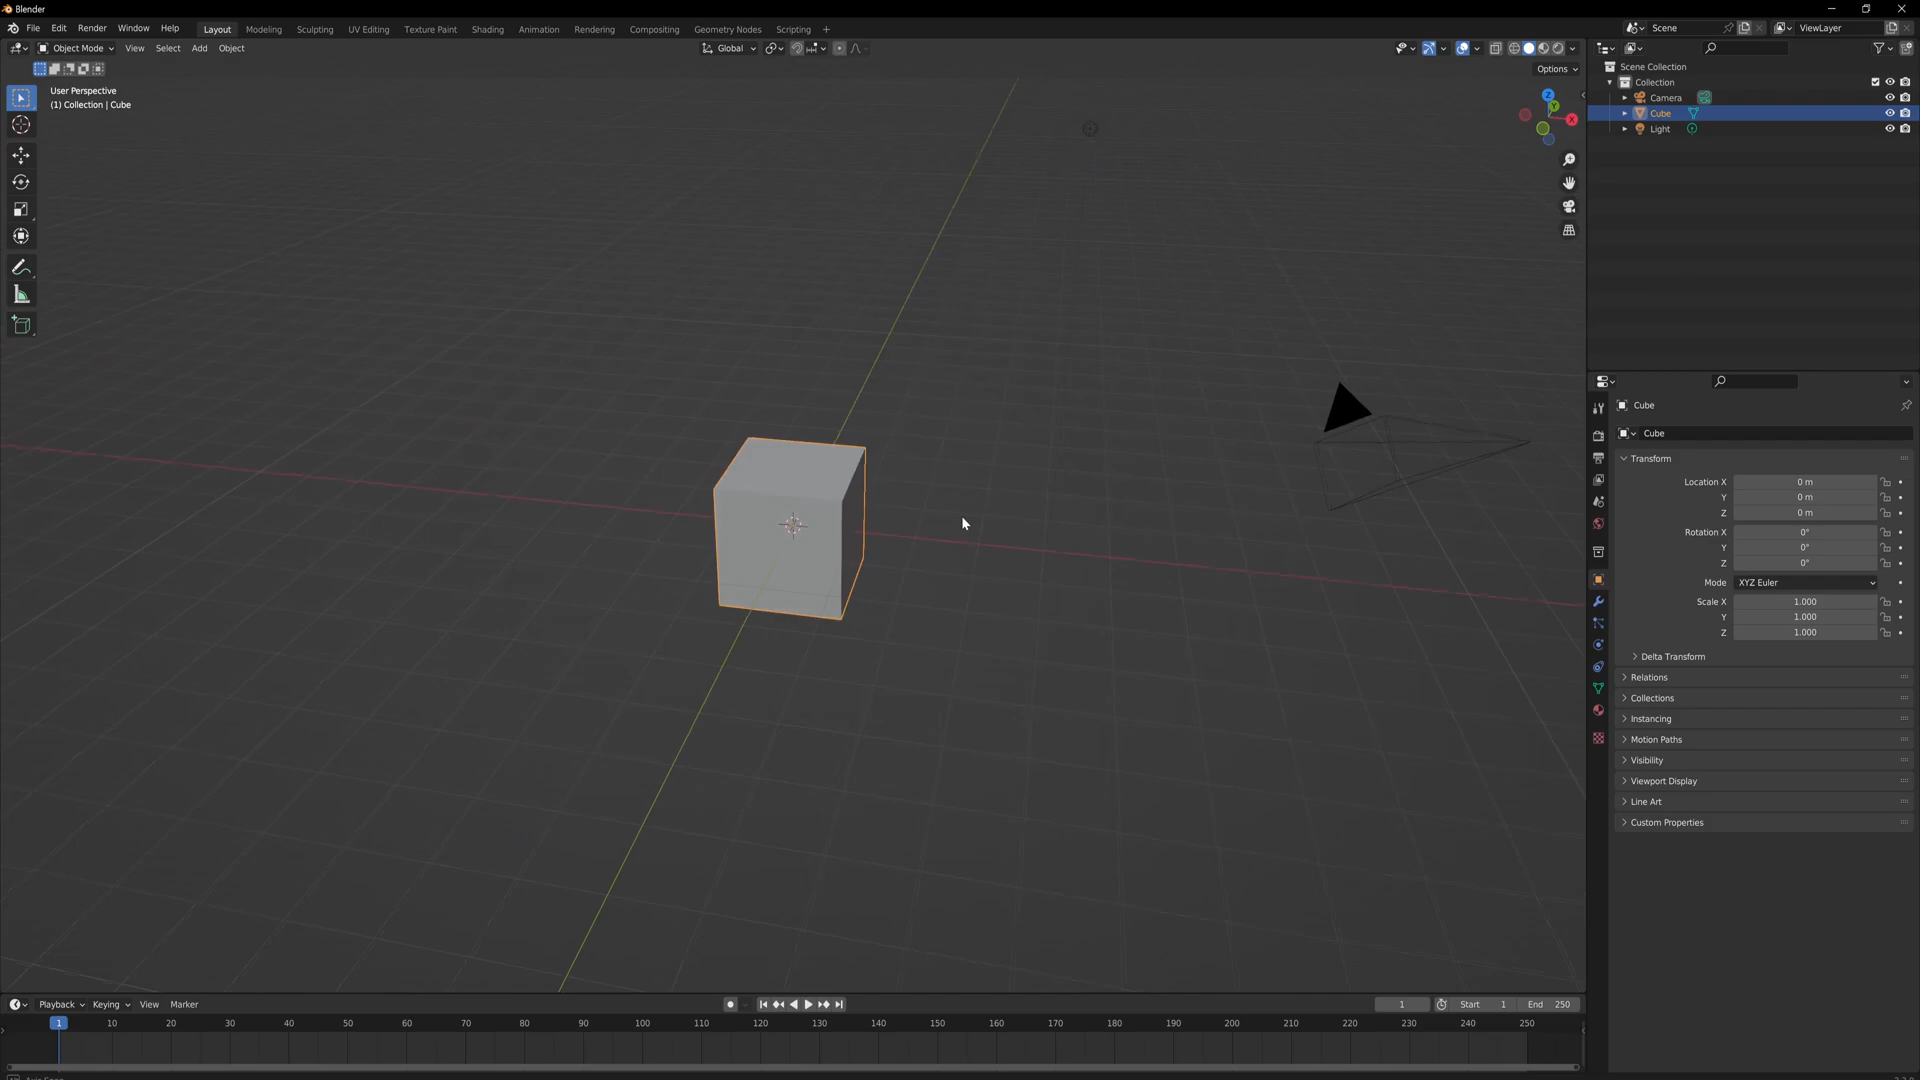 Blender
File Edit Render Window Help
Layout Modeling Sculpting UV Editing Texture Paint Shading Animation Rendering Compositing Geometry Nodes Scripting +
Scene
ViewLayer
Object Mode View Select Add Object
Global
Options
User Perspective
(1) Collection | Cube
Z
Y
X
Scene Collection
Collection
Camera
Cube
Light
Cube
Cube
Transform
Location X 0 m
Y 0 m
Z 0 m
Rotation X 0°
Y 0°
Z 0°
Mode XYZ Euler
Scale X 1.000
Y 1.000
Z 1.000
Delta Transform
Relations
Collections
Instancing
Motion Paths
Visibility
Viewport Display
Line Art
Custom Properties
Playback Keying View Marker
1 Start 1 End 250
1 10 20 30 40 50 60 70 80 90 100 110 120 130 140 150 160 170 180 190 200 210 220 230 240 250